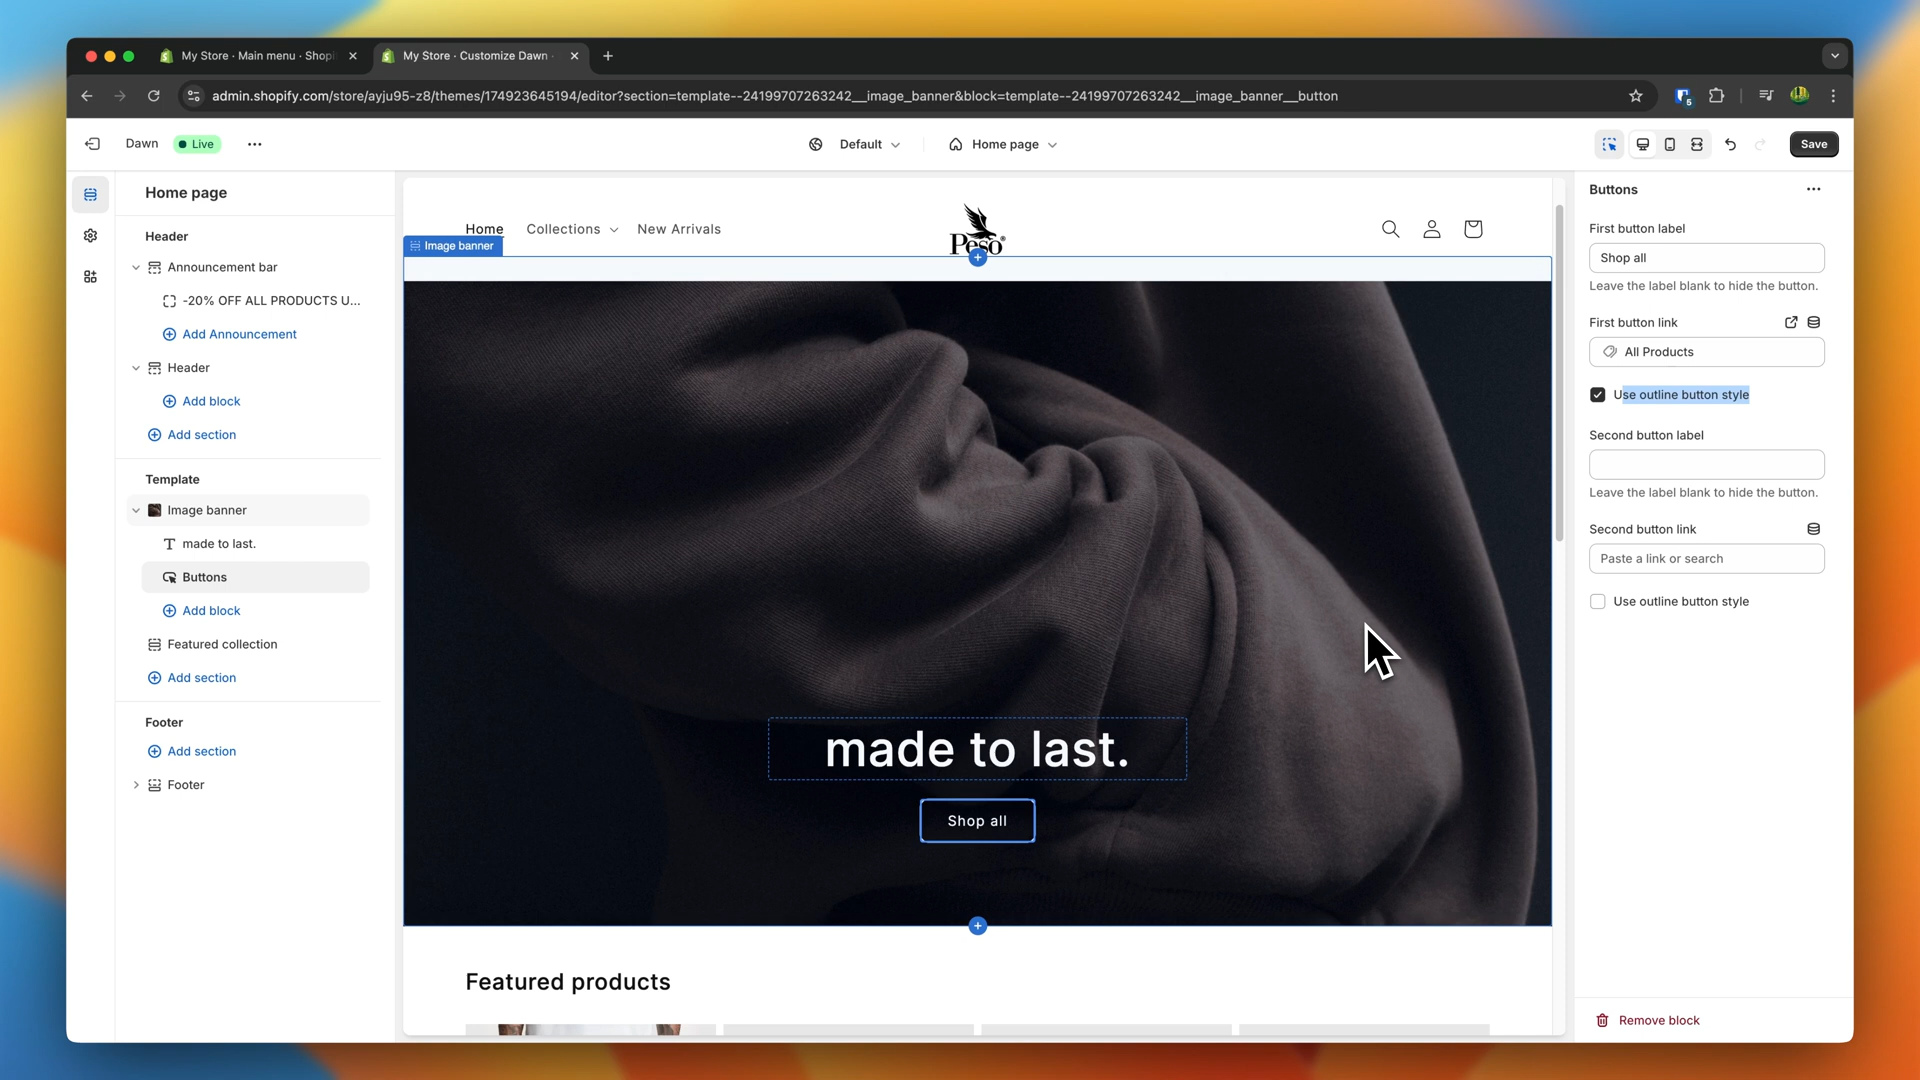 My Store · Main menu · Shopi
My Store · Customize Dawn ·
admin.shopify.com/store/ayju95-z8/themes/174923645194/editor?section=template--24199707263242__image_banner&block=template--24199707263242__image_banner__button
5
Dawn
Live
Default
Home page
Save
Home page
Header
Announcement bar
-20% OFF ALL PRODUCTS U...
Add Announcement
Header
Add block
Add section
Template
Image banner
made to last.
Buttons
Add block
Featured collection
Add section
Footer
Add section
Footer
Home
Collections
New Arrivals
Peso®
Image banner
made to last.
Shop all
Featured products
Buttons
First button label
Shop all
Leave the label blank to hide the button.
First button link
All Products
Use outline button style
Second button label
Leave the label blank to hide the button.
Second button link
Paste a link or search
Use outline button style
Remove block